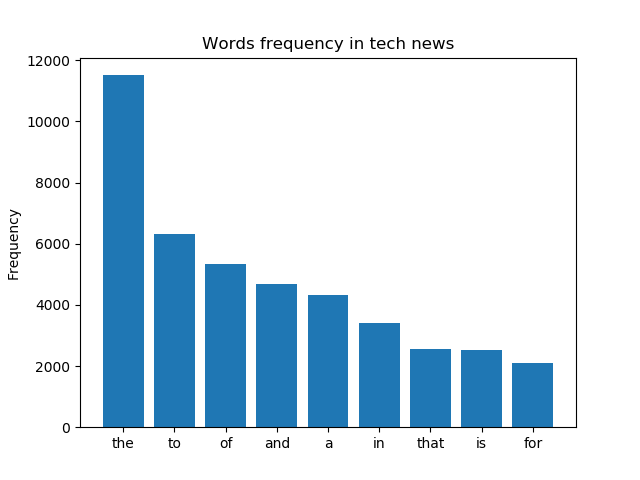 Words frequency in tech news
Frequency
12000
10000
8000
6000
4000
2000
0
the to of and a in that is for